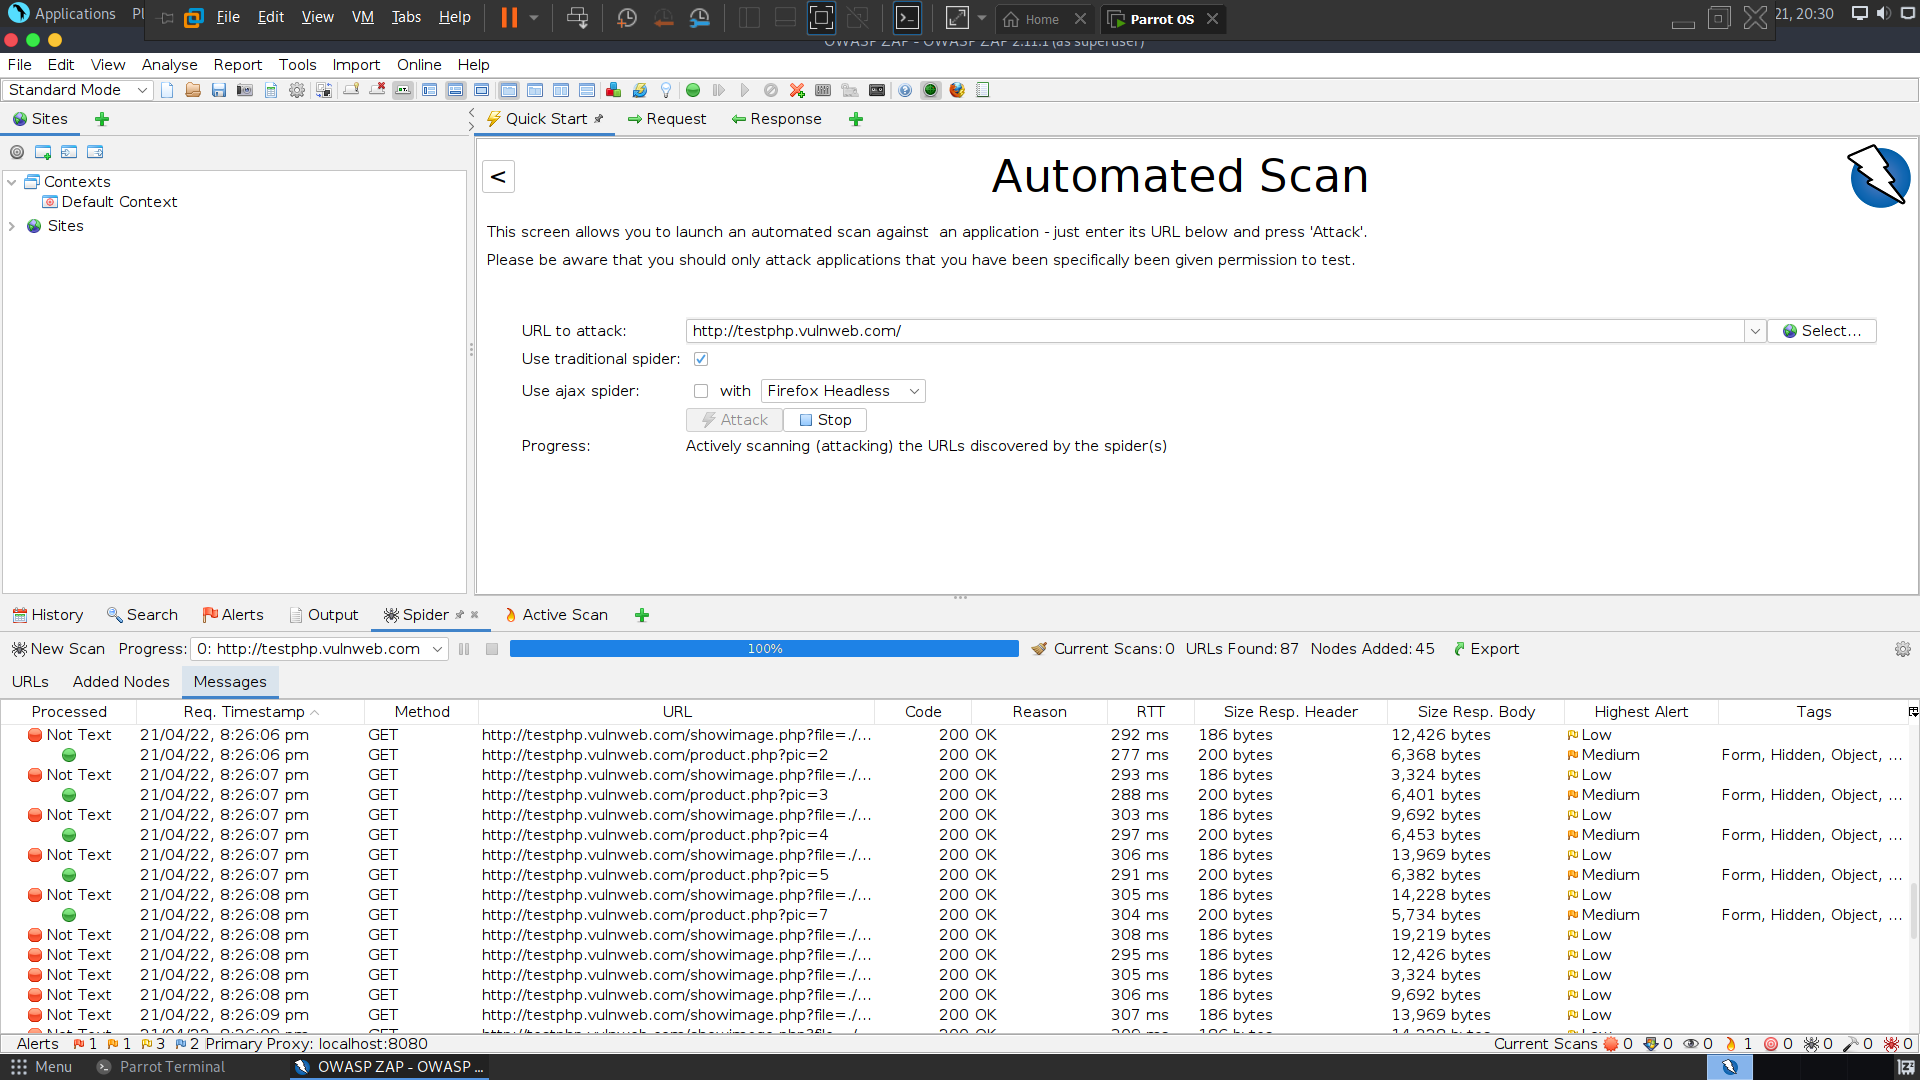 Applications Pl File Edit View VM Tabs Help Home Parrot OS 21, 20:30
OWASP ZAP - OWASP ZAP 2.11.1 (as superuser)
File Edit View Analyse Report Tools Import Online Help
Standard Mode
Sites Quick Start Request Response
< Automated Scan
Contexts
Default Context
Sites
This screen allows you to launch an automated scan against an application - just enter its URL below and press 'Attack'.
Please be aware that you should only attack applications that you have been specifically been given permission to test.
URL to attack: http://testphp.vulnweb.com/ Select...
Use traditional spider:
Use ajax spider: with Firefox Headless
Attack Stop
Progress: Actively scanning (attacking) the URLs discovered by the spider(s)
History Search Alerts Output Spider Active Scan
New Scan Progress: 0: http://testphp.vulnweb.com 100% Current Scans: 0 URLs Found: 87 Nodes Added: 45 Export
URLs Added Nodes Messages
Processed Req. Timestamp Method URL Code Reason RTT Size Resp. Header Size Resp. Body Highest Alert Tags
Not Text 21/04/22, 8:26:06 pm GET http://testphp.vulnweb.com/showimage.php?file=./... 200 OK 292 ms 186 bytes 12,426 bytes Low
21/04/22, 8:26:06 pm GET http://testphp.vulnweb.com/product.php?pic=2 200 OK 277 ms 200 bytes 6,368 bytes Medium Form, Hidden, Object, ...
Not Text 21/04/22, 8:26:07 pm GET http://testphp.vulnweb.com/showimage.php?file=./... 200 OK 293 ms 186 bytes 3,324 bytes Low
21/04/22, 8:26:07 pm GET http://testphp.vulnweb.com/product.php?pic=3 200 OK 288 ms 200 bytes 6,401 bytes Medium Form, Hidden, Object, ...
Not Text 21/04/22, 8:26:07 pm GET http://testphp.vulnweb.com/showimage.php?file=./... 200 OK 303 ms 186 bytes 9,692 bytes Low
21/04/22, 8:26:07 pm GET http://testphp.vulnweb.com/product.php?pic=4 200 OK 297 ms 200 bytes 6,453 bytes Medium Form, Hidden, Object, ...
Not Text 21/04/22, 8:26:07 pm GET http://testphp.vulnweb.com/showimage.php?file=./... 200 OK 306 ms 186 bytes 13,969 bytes Low
21/04/22, 8:26:07 pm GET http://testphp.vulnweb.com/product.php?pic=5 200 OK 291 ms 200 bytes 6,382 bytes Medium Form, Hidden, Object, ...
Not Text 21/04/22, 8:26:08 pm GET http://testphp.vulnweb.com/showimage.php?file=./... 200 OK 305 ms 186 bytes 14,228 bytes Low
21/04/22, 8:26:08 pm GET http://testphp.vulnweb.com/product.php?pic=7 200 OK 304 ms 200 bytes 5,734 bytes Medium Form, Hidden, Object, ...
Not Text 21/04/22, 8:26:08 pm GET http://testphp.vulnweb.com/showimage.php?file=./... 200 OK 308 ms 186 bytes 19,219 bytes Low
Not Text 21/04/22, 8:26:08 pm GET http://testphp.vulnweb.com/showimage.php?file=./... 200 OK 295 ms 186 bytes 12,426 bytes Low
Not Text 21/04/22, 8:26:08 pm GET http://testphp.vulnweb.com/showimage.php?file=./... 200 OK 305 ms 186 bytes 3,324 bytes Low
Not Text 21/04/22, 8:26:08 pm GET http://testphp.vulnweb.com/showimage.php?file=./... 200 OK 306 ms 186 bytes 9,692 bytes Low
Not Text 21/04/22, 8:26:09 pm GET http://testphp.vulnweb.com/showimage.php?file=./... 200 OK 307 ms 186 bytes 13,969 bytes Low
Alerts 1 1 3 2 Primary Proxy: localhost:8080 Current Scans 0 0 0 1 0 0 0 0
Menu Parrot Terminal OWASP ZAP - OWASP ...